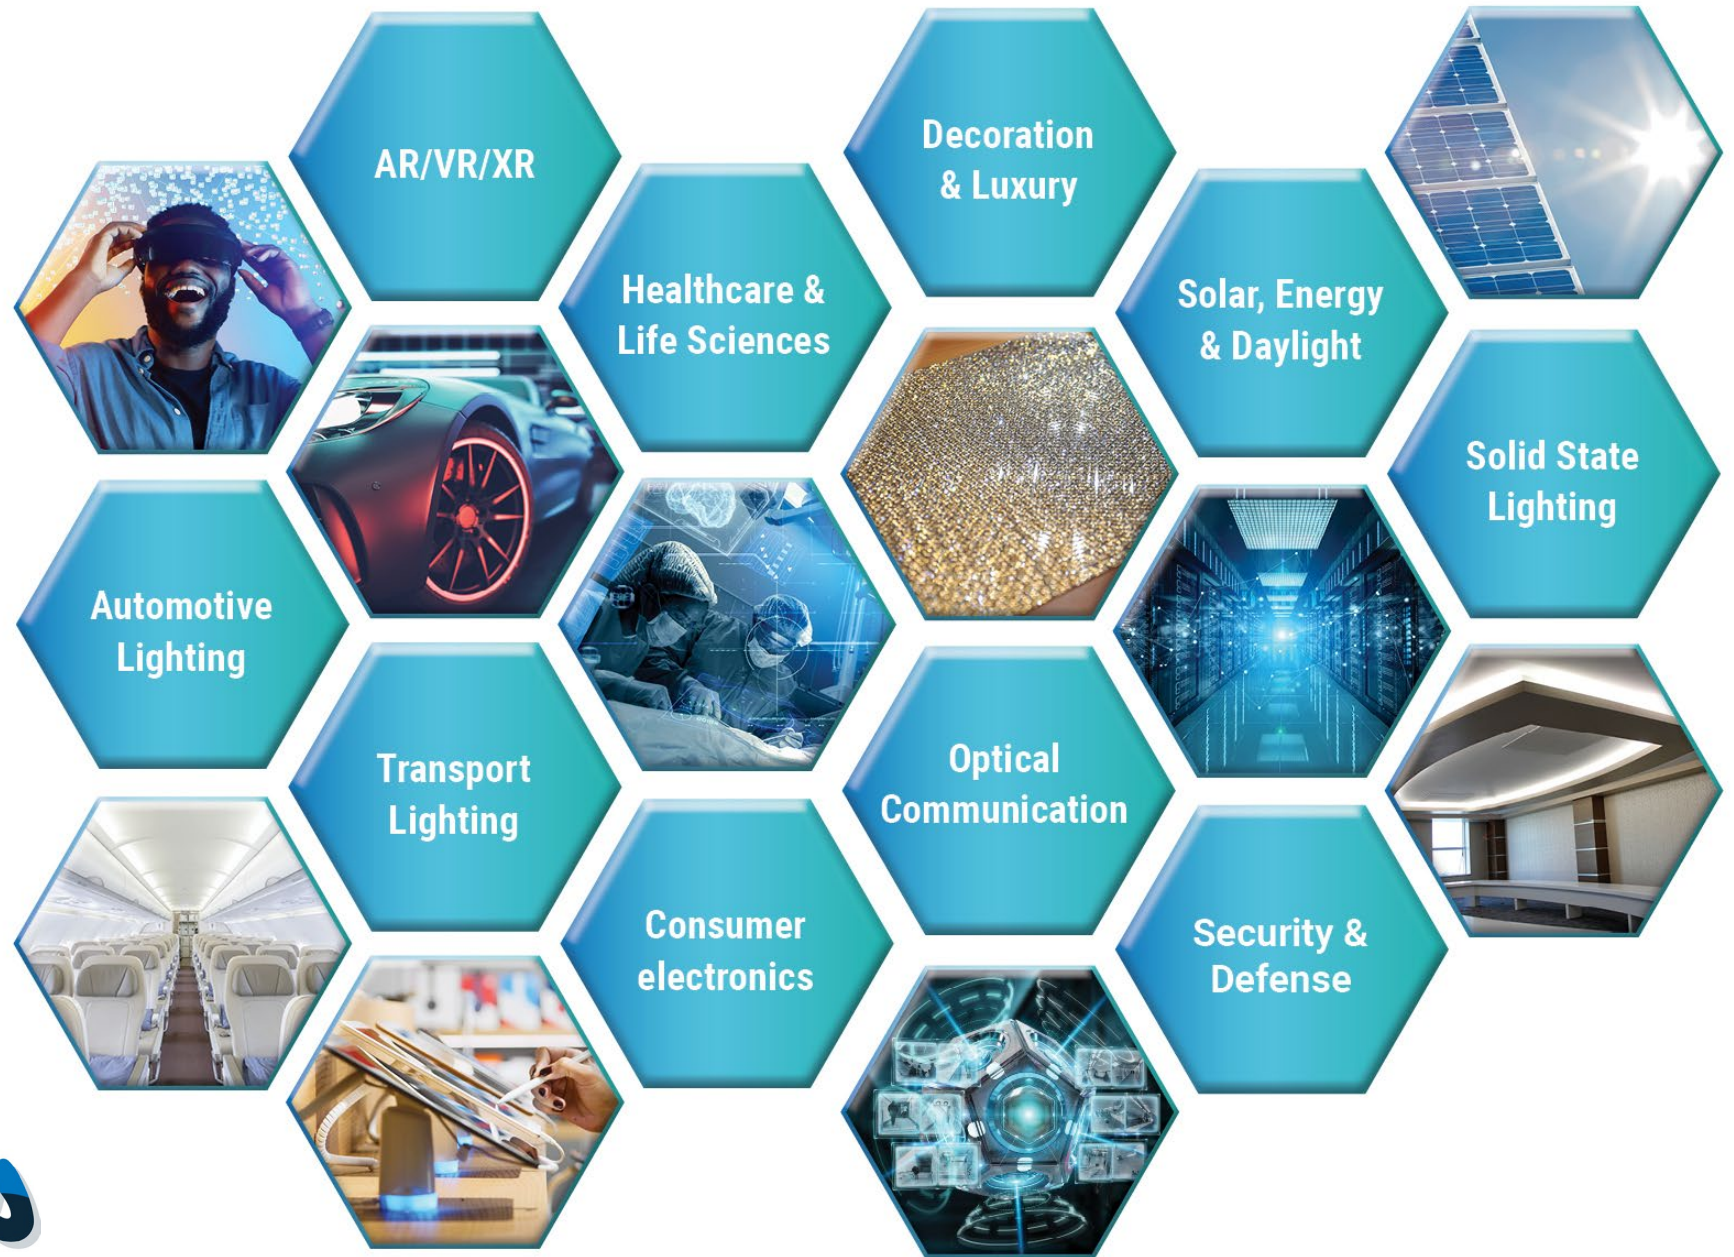 AR/VR/XR
Decoration
& Luxury
Healthcare &
Life Sciences
Solar, Energy
& Daylight
Solid State
Lighting
Automotive
Lighting
Transport
Lighting
Optical
Communication
Consumer
electronics
Security &
Defense